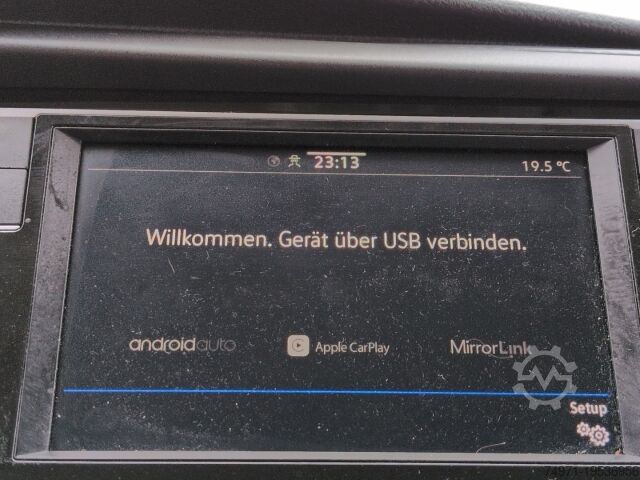 23:13 19.5 °C
Willkommen. Gerät über USB verbinden.
androidauto Apple CarPlay MirrorLink
Setup